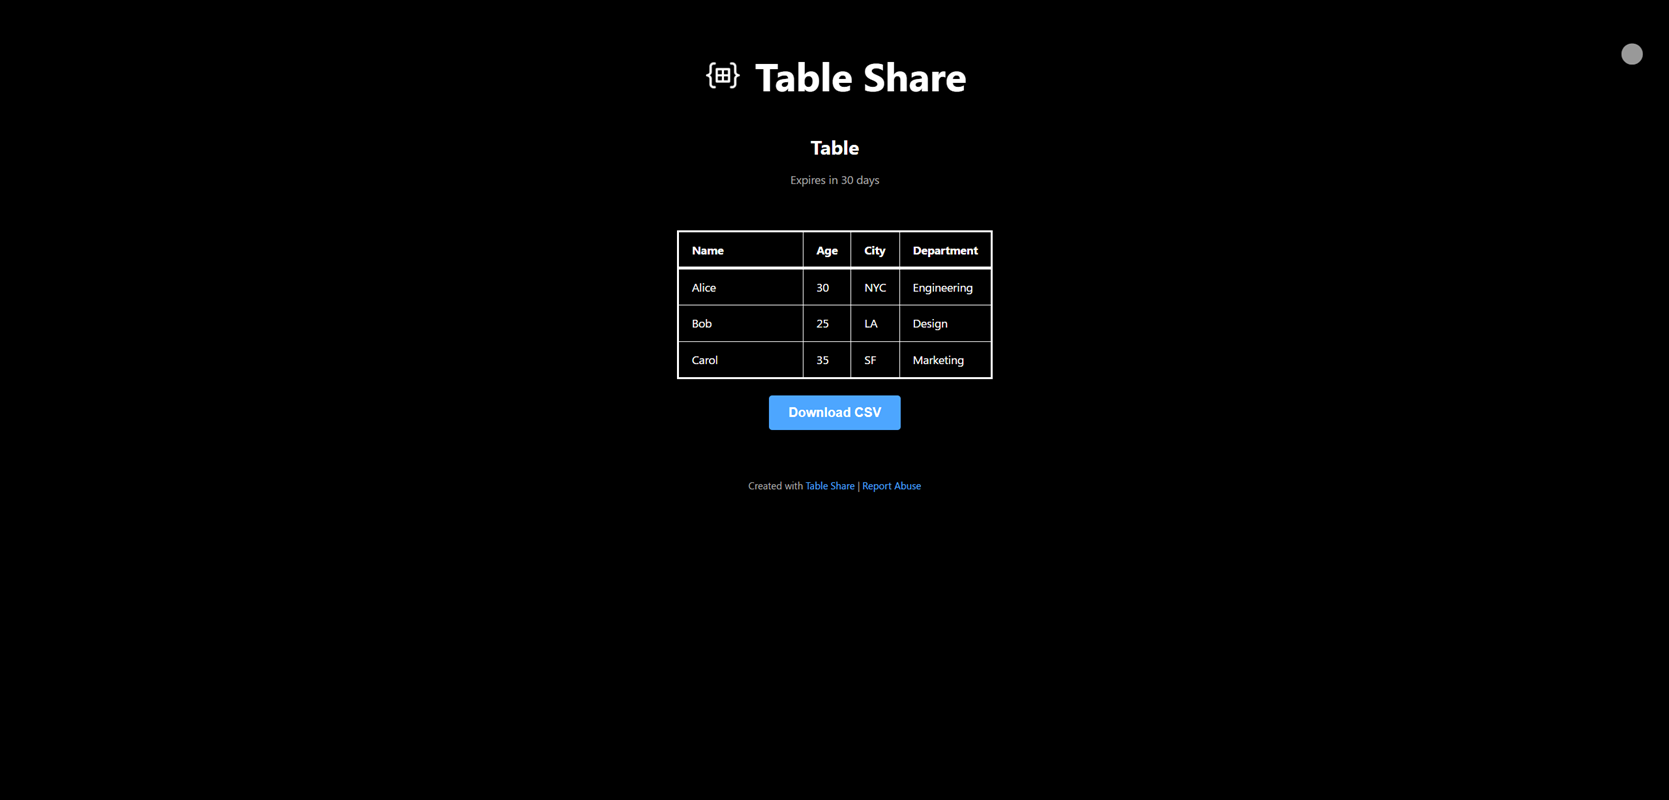 Table Share
Table
Expires in 30 days
Name Age City Department
Alice 30 NYC Engineering
Bob 25 LA Design
Carol 35 SF Marketing
Download CSV
Created with Table Share | Report Abuse